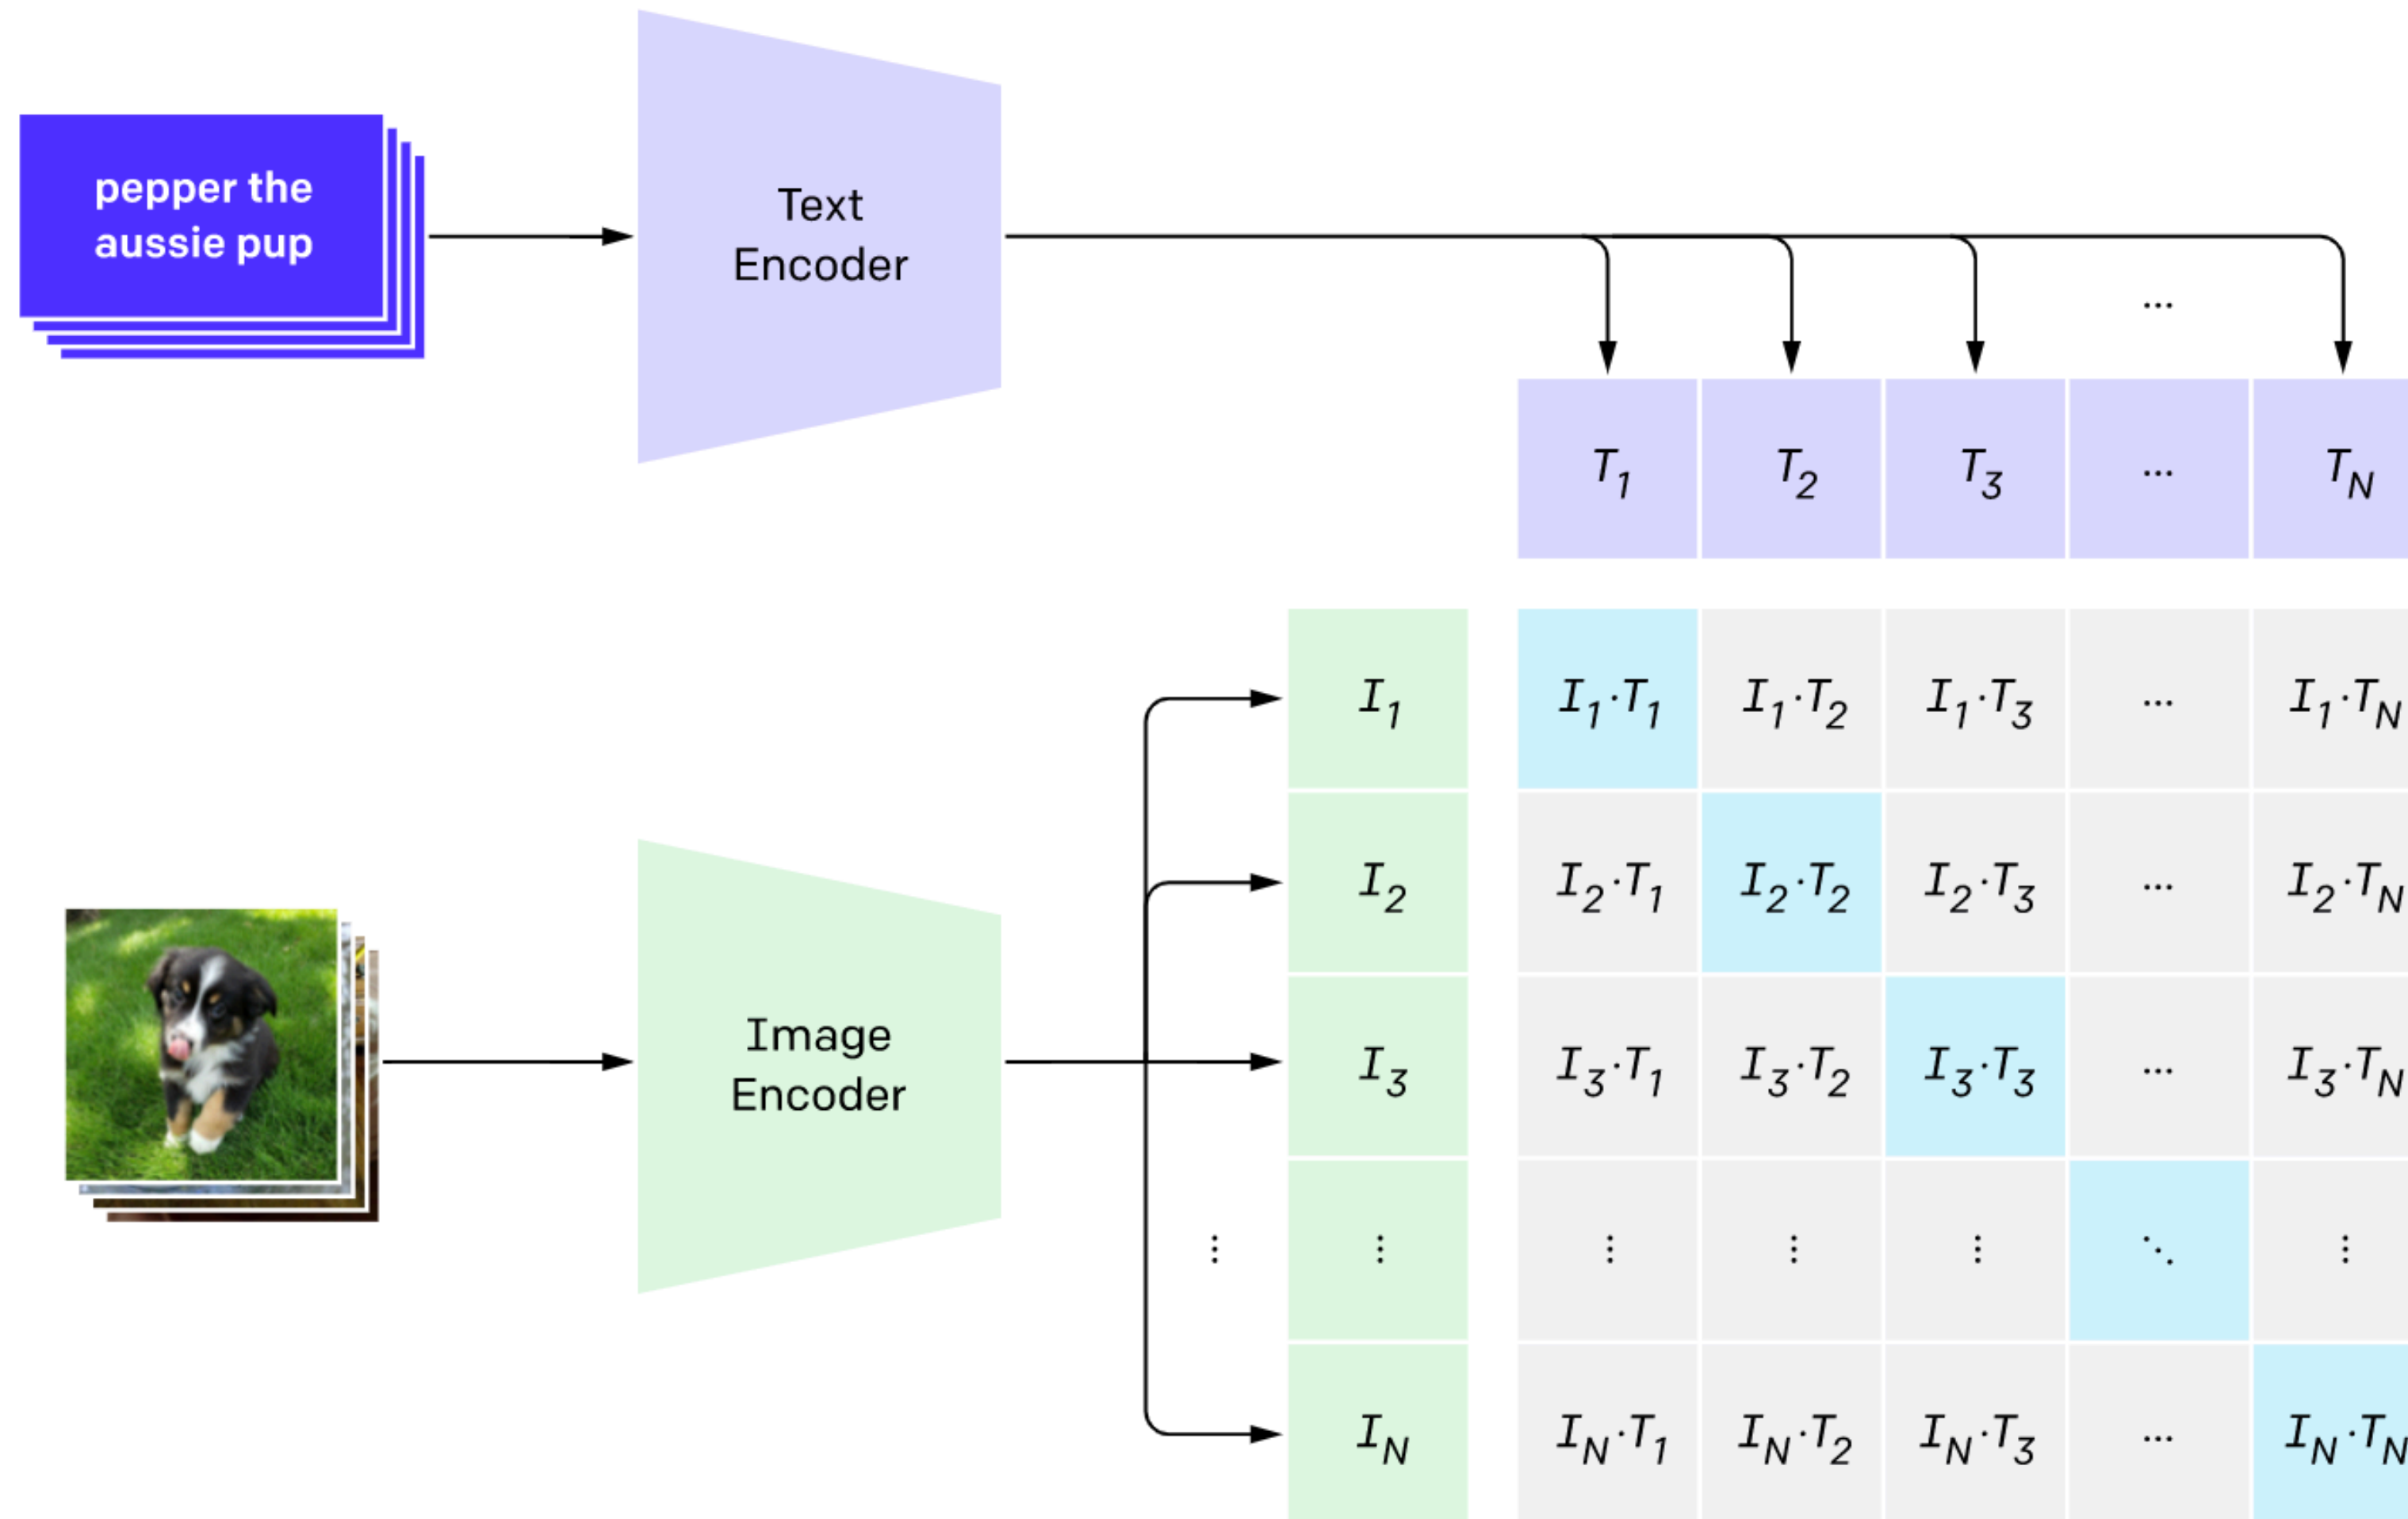 pepper the
aussie pup
Text
Encoder
...
T1 T2 T3 ... TN
I1 I1·T1 I1·T2 I1·T3 ... I1·TN
I2 I2·T1 I2·T2 I2·T3 ... I2·TN
Image
Encoder
I3 I3·T1 I3·T2 I3·T3 ... I3·TN
⋮ ⋮ ⋮ ⋮ ⋮ ⋱ ⋮
IN IN·T1 IN·T2 IN·T3 ... IN·TN